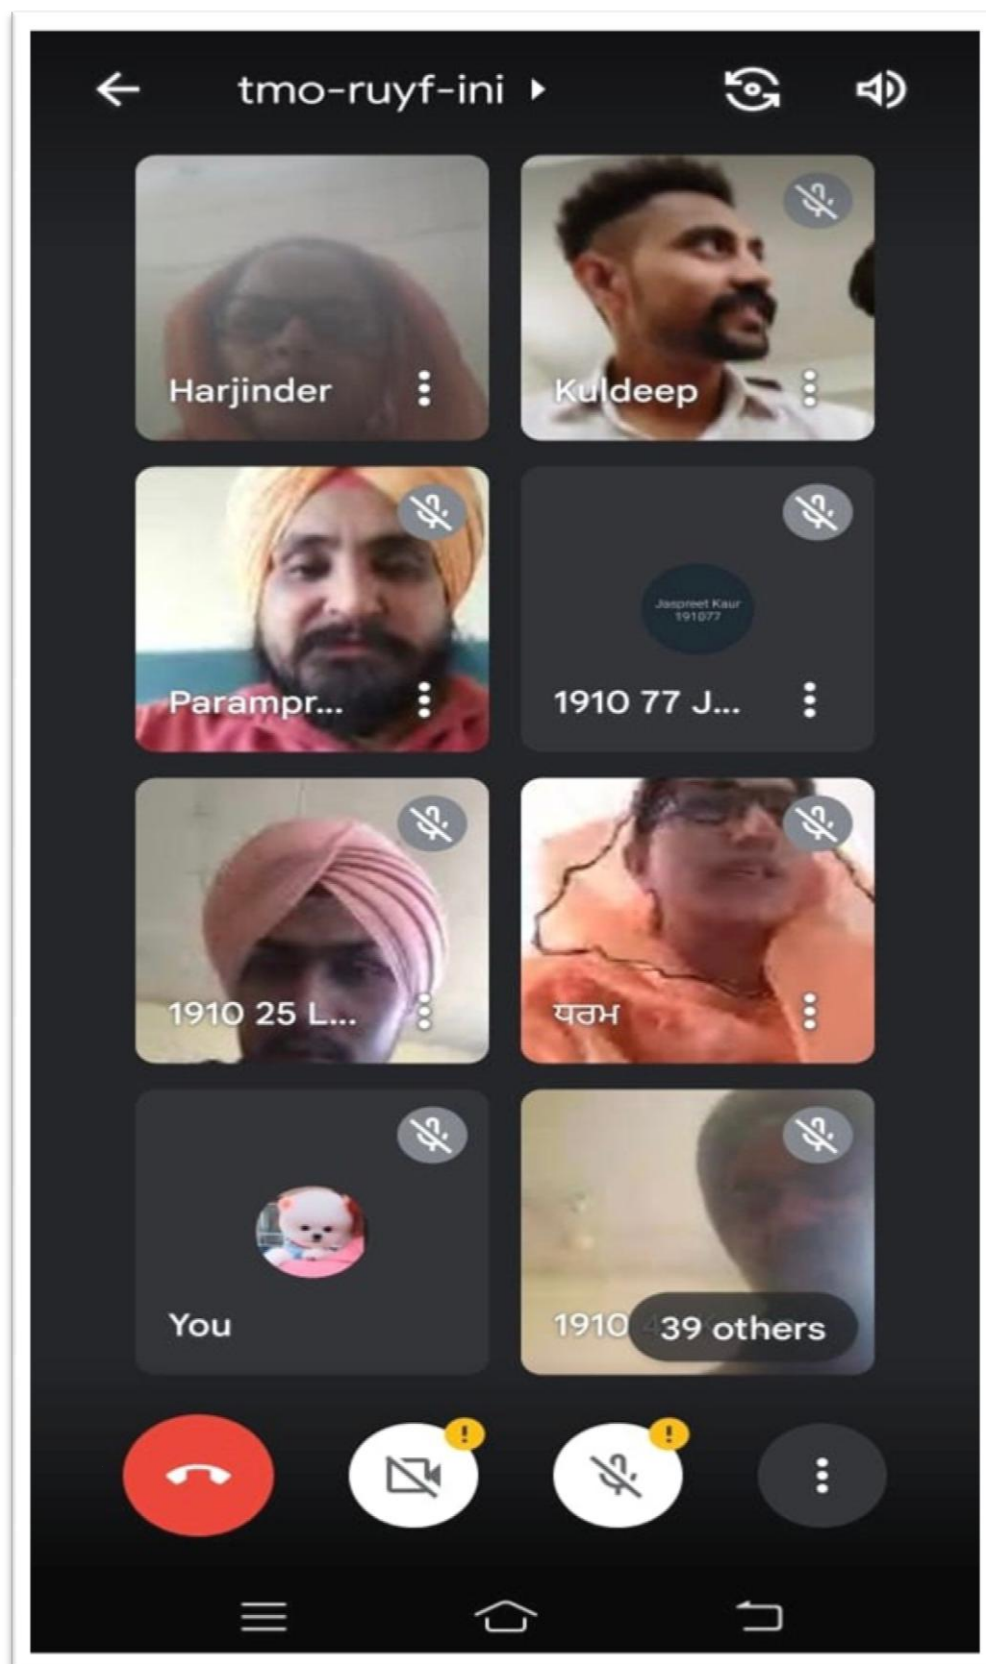 tmo-ruyf-ini
Harjinder
Kuldeep
Parampr...
Jaspreet Kaur
191077
1910 77 J...
1910 25 L...
ਧਰਮ
You
1910
39 others